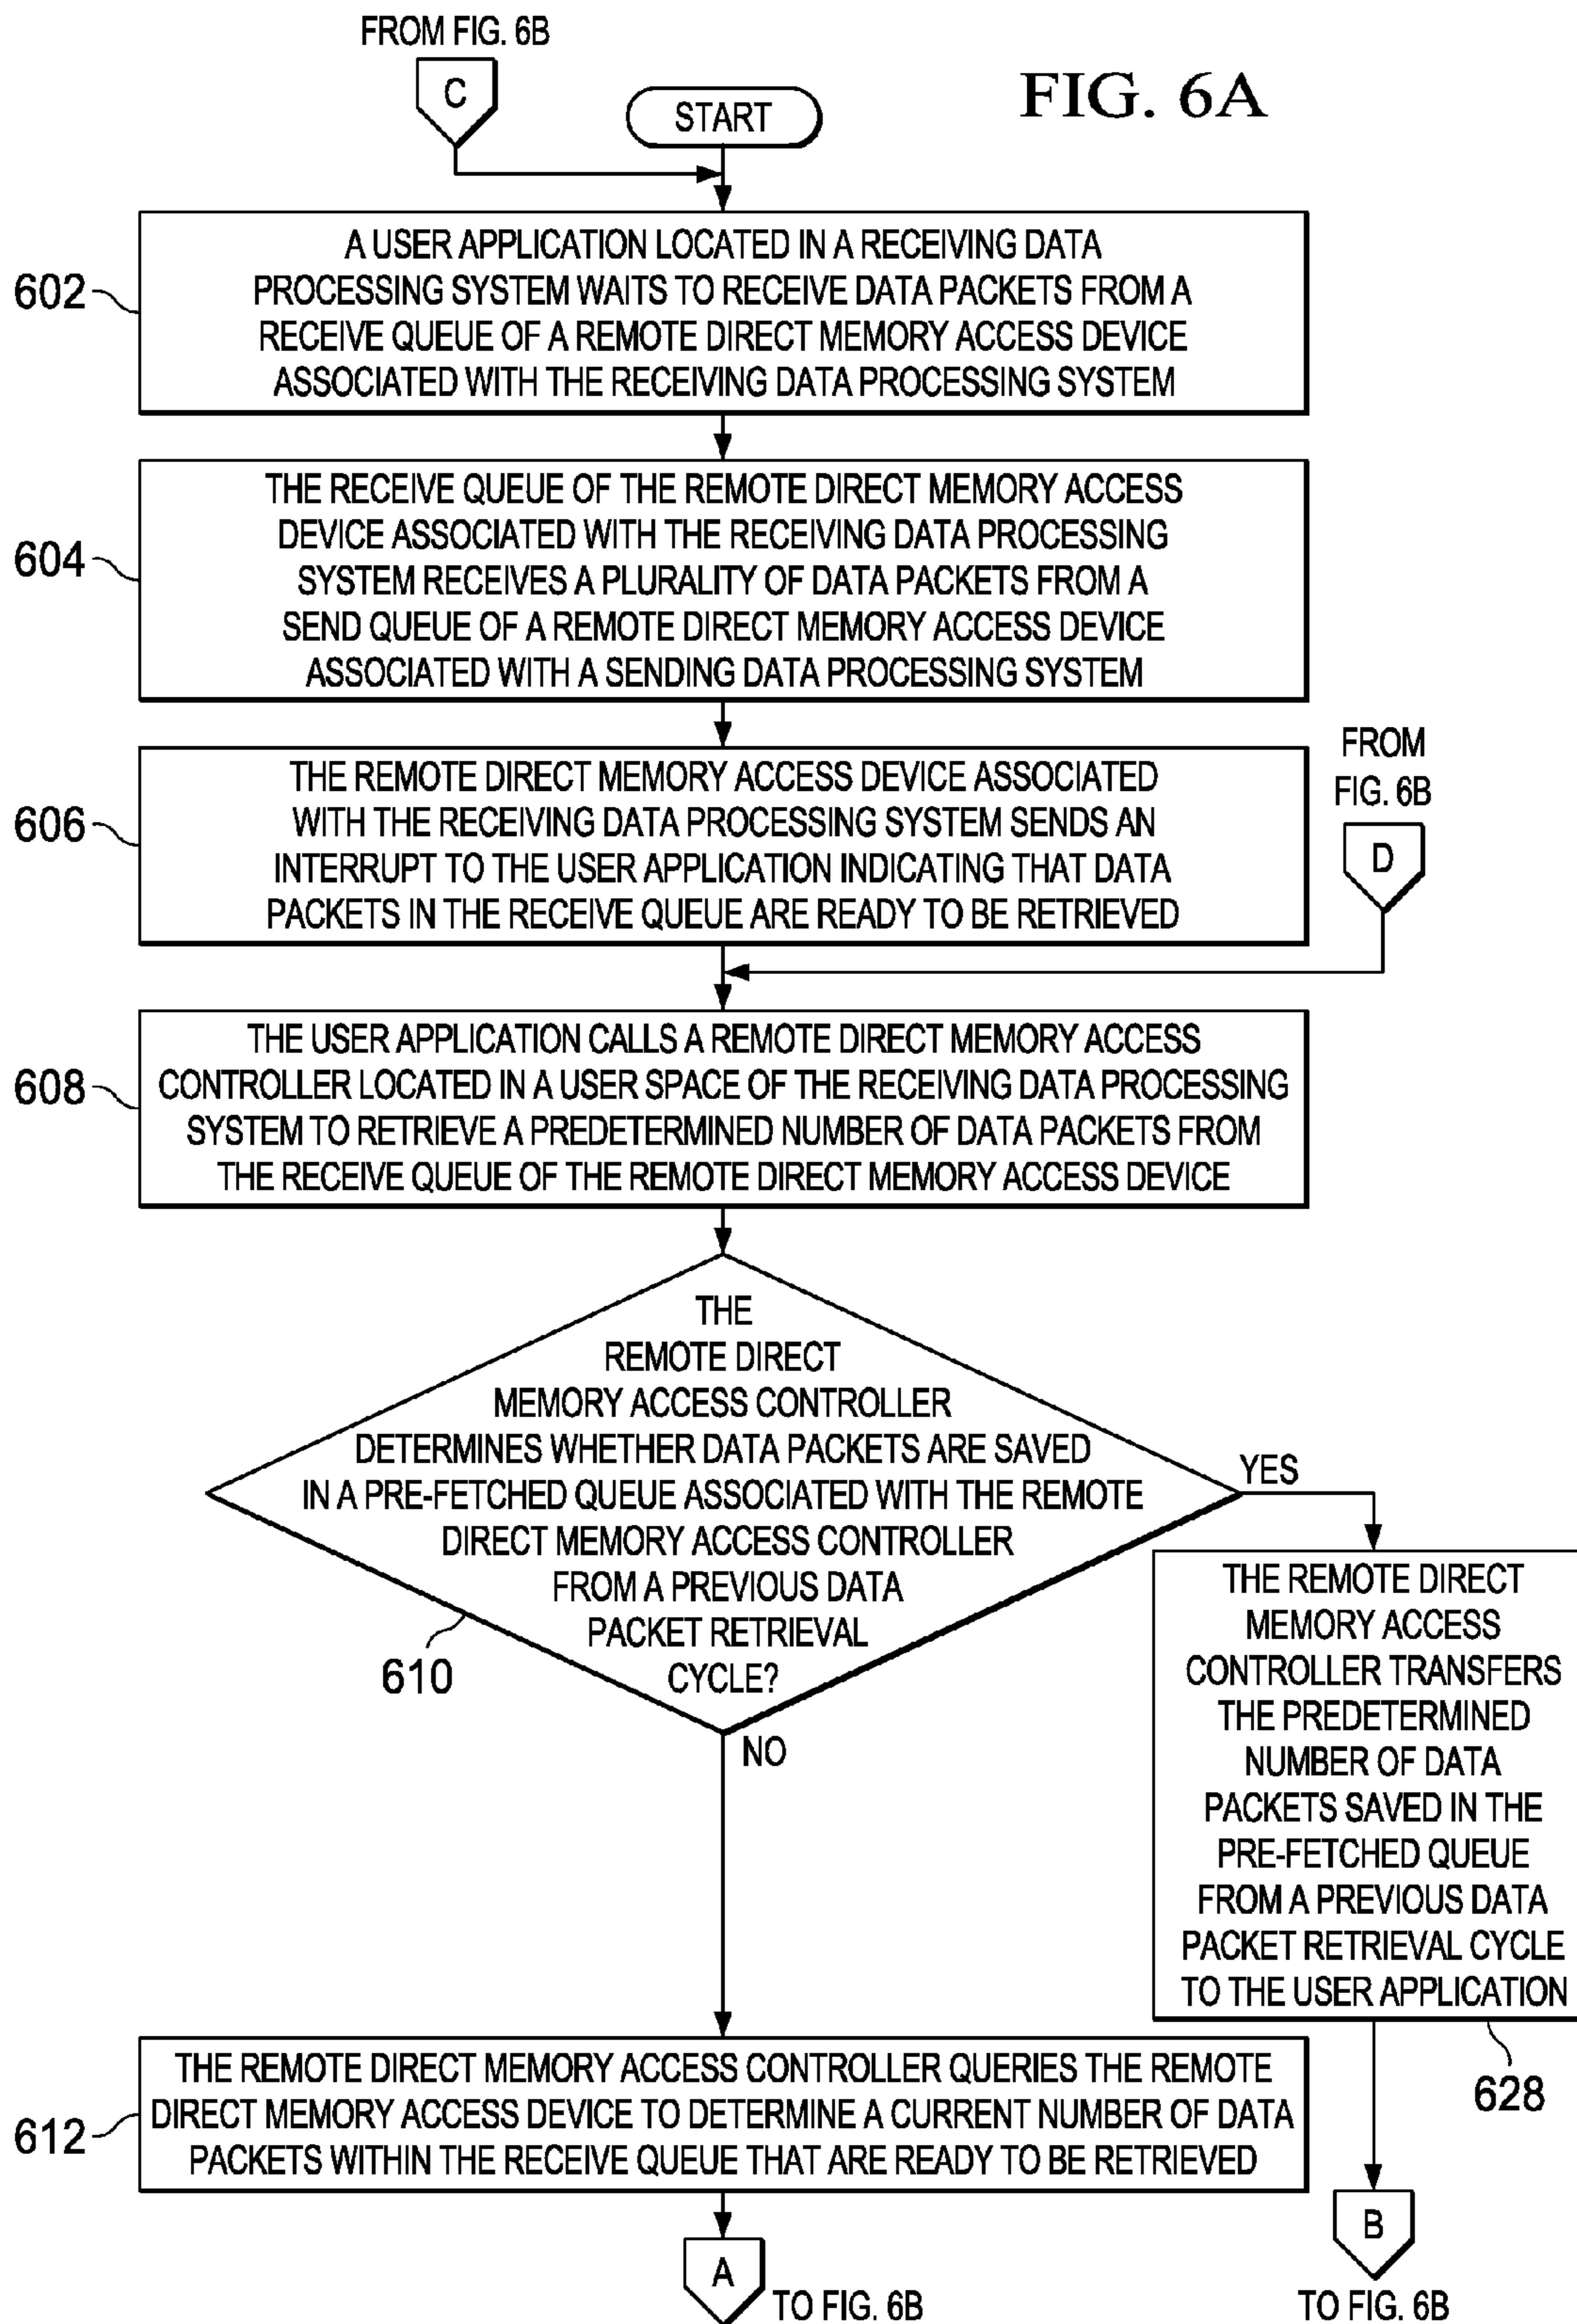 FROM FIG. 6B
C
START
FIG. 6A
602
A USER APPLICATION LOCATED IN A RECEIVING DATA
PROCESSING SYSTEM WAITS TO RECEIVE DATA PACKETS FROM A
RECEIVE QUEUE OF A REMOTE DIRECT MEMORY ACCESS DEVICE
ASSOCIATED WITH THE RECEIVING DATA PROCESSING SYSTEM
604
THE RECEIVE QUEUE OF THE REMOTE DIRECT MEMORY ACCESS
DEVICE ASSOCIATED WITH THE RECEIVING DATA PROCESSING
SYSTEM RECEIVES A PLURALITY OF DATA PACKETS FROM A
SEND QUEUE OF A REMOTE DIRECT MEMORY ACCESS DEVICE
ASSOCIATED WITH A SENDING DATA PROCESSING SYSTEM
606
THE REMOTE DIRECT MEMORY ACCESS DEVICE ASSOCIATED
WITH THE RECEIVING DATA PROCESSING SYSTEM SENDS AN
INTERRUPT TO THE USER APPLICATION INDICATING THAT DATA
PACKETS IN THE RECEIVE QUEUE ARE READY TO BE RETRIEVED
FROM
FIG. 6B
D
608
THE USER APPLICATION CALLS A REMOTE DIRECT MEMORY ACCESS
CONTROLLER LOCATED IN A USER SPACE OF THE RECEIVING DATA PROCESSING
SYSTEM TO RETRIEVE A PREDETERMINED NUMBER OF DATA PACKETS FROM
THE RECEIVE QUEUE OF THE REMOTE DIRECT MEMORY ACCESS DEVICE
THE
REMOTE DIRECT
MEMORY ACCESS CONTROLLER
DETERMINES WHETHER DATA PACKETS ARE SAVED
IN A PRE-FETCHED QUEUE ASSOCIATED WITH THE REMOTE
DIRECT MEMORY ACCESS CONTROLLER
FROM A PREVIOUS DATA
PACKET RETRIEVAL
CYCLE?
610
YES
NO
THE REMOTE DIRECT
MEMORY ACCESS
CONTROLLER TRANSFERS
THE PREDETERMINED
NUMBER OF DATA
PACKETS SAVED IN THE
PRE-FETCHED QUEUE
FROM A PREVIOUS DATA
PACKET RETRIEVAL CYCLE
TO THE USER APPLICATION
628
612
THE REMOTE DIRECT MEMORY ACCESS CONTROLLER QUERIES THE REMOTE
DIRECT MEMORY ACCESS DEVICE TO DETERMINE A CURRENT NUMBER OF DATA
PACKETS WITHIN THE RECEIVE QUEUE THAT ARE READY TO BE RETRIEVED
A
TO FIG. 6B
B
TO FIG. 6B